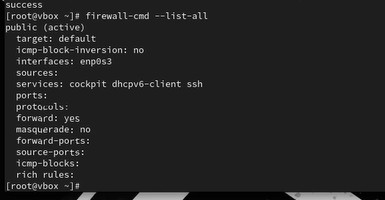 success
[root@vbox ~]# firewall-cmd --list-all
public (active)
  target: default
  icmp-block-inversion: no
  interfaces: enp0s3
  sources:
  services: cockpit dhcpv6-client ssh
  ports:
  protocols:
  forward: yes
  masquerade: no
  forward-ports:
  source-ports:
  icmp-blocks:
  rich rules:
[root@vbox ~]#